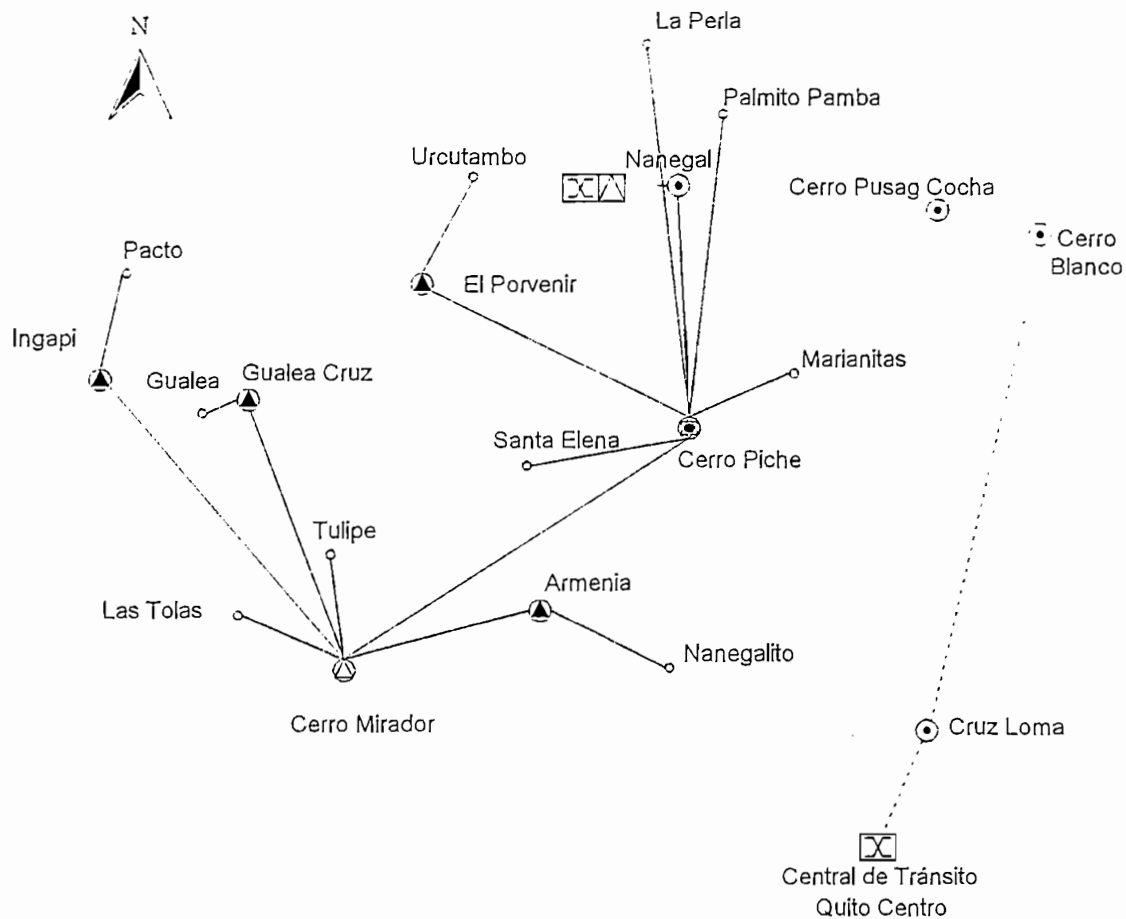 La Perla
N
Palmito Pamba
Urcutambo
Nanegal
Cerro Pusag Cocha
Cerro
Blanco
Pacto
El Porvenir
Ingapi
Gualea
Gualea Cruz
Marianitas
Santa Elena
Cerro Piche
Tulipe
Armenia
Las Tolas
Nanegalito
Cerro Mirador
Cruz Loma
Central de Tránsito
Quito Centro